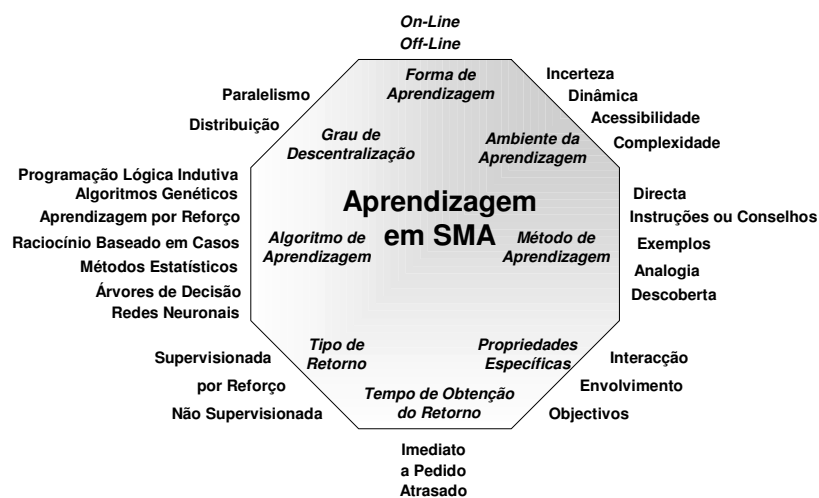 On-Line
Off-Line
Forma de
Aprendizagem
Incerteza
Dinâmica
Acessibilidade
Complexidade
Paralelismo
Distribuição
Grau de
Descentralização
Ambiente da
Aprendizagem
Programação Lógica Indutiva
Algoritmos Genéticos
Aprendizagem por Reforço
Raciocínio Baseado em Casos
Métodos Estatísticos
Árvores de Decisão
Redes Neuronais
Algoritmo de
Aprendizagem
Aprendizagem
em SMA
Método de
Aprendizagem
Directa
Instruções ou Conselhos
Exemplos
Analogia
Descoberta
Supervisionada
por Reforço
Não Supervisionada
Tipo de
Retorno
Tempo de Obtenção
do Retorno
Propriedades
Específicas
Interacção
Envolvimento
Objectivos
Imediato
a Pedido
Atrasado